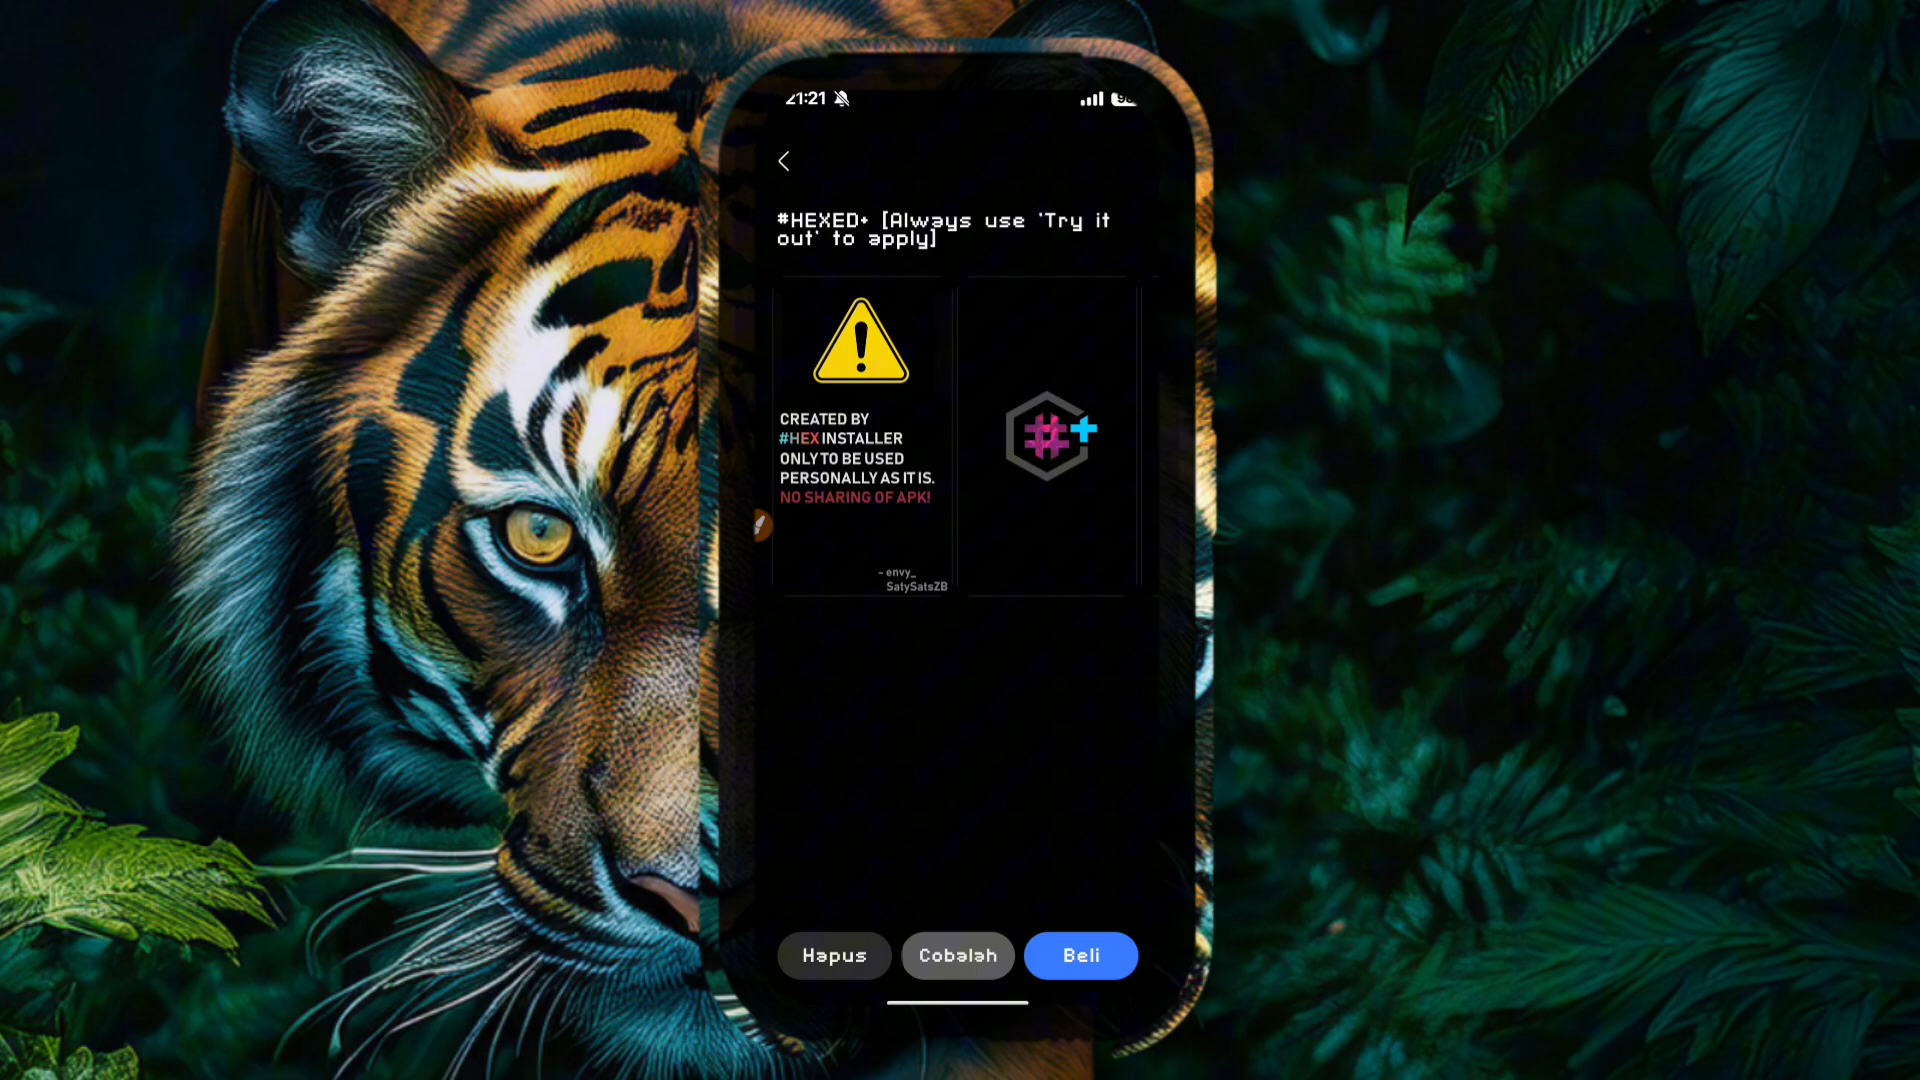 21:21
#HEXED+ [Always use 'Try it
out' to apply]
CREATED BY
#HEX INSTALLER
ONLY TO BE USED
PERSONALLY AS IT IS.
NO SHARING OF APK!
- envy_
SatySatsZB
Hapus
Cobalah
Beli